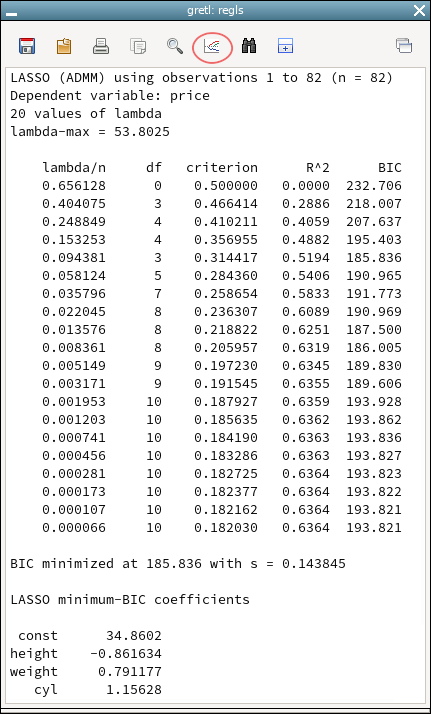 gretl: regls
LASSO (ADMM) using observations 1 to 82 (n = 82)
Dependent variable: price
20 values of lambda
lambda-max = 53.8025
lambda/n df criterion R^2 BIC
0.656128 0 0.500000 0.0000 232.706
0.404075 3 0.466414 0.2886 218.007
0.248849 4 0.410211 0.4059 207.637
0.153253 4 0.356955 0.4882 195.403
0.094381 3 0.314417 0.5194 185.836
0.058124 5 0.284360 0.5406 190.965
0.035796 7 0.258654 0.5833 191.773
0.022045 8 0.236307 0.6089 190.969
0.013576 8 0.218822 0.6251 187.500
0.008361 8 0.205957 0.6319 186.005
0.005149 9 0.197230 0.6345 189.830
0.003171 9 0.191545 0.6355 189.606
0.001953 10 0.187927 0.6359 193.928
0.001203 10 0.185635 0.6362 193.862
0.000741 10 0.184190 0.6363 193.836
0.000456 10 0.183286 0.6363 193.827
0.000281 10 0.182725 0.6364 193.823
0.000173 10 0.182377 0.6364 193.822
0.000107 10 0.182162 0.6364 193.821
0.000066 10 0.182030 0.6364 193.821
BIC minimized at 185.836 with s = 0.143845
LASSO minimum-BIC coefficients
const 34.8602
height -0.861634
weight 0.791177
cyl 1.15628